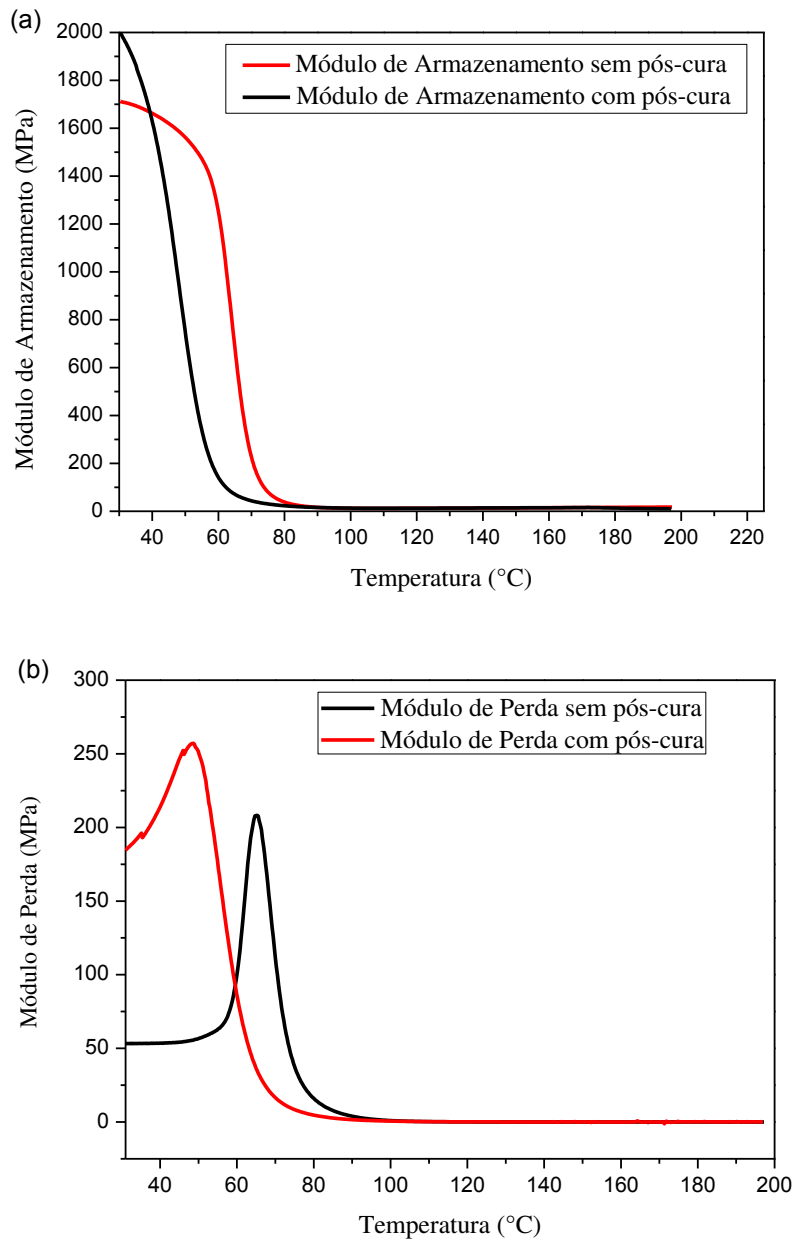 (a)
Módulo de Armazenamento sem pós-cura
Módulo de Armazenamento com pós-cura
Módulo de Armazenamento (MPa)
2000
1800
1600
1400
1200
1000
800
600
400
200
0
40 60 80 100 120 140 160 180 200 220
Temperatura (°C)
(b)
Módulo de Perda sem pós-cura
Módulo de Perda com pós-cura
Módulo de Perda (MPa)
300
250
200
150
100
50
0
40 60 80 100 120 140 160 180 200
Temperatura (°C)